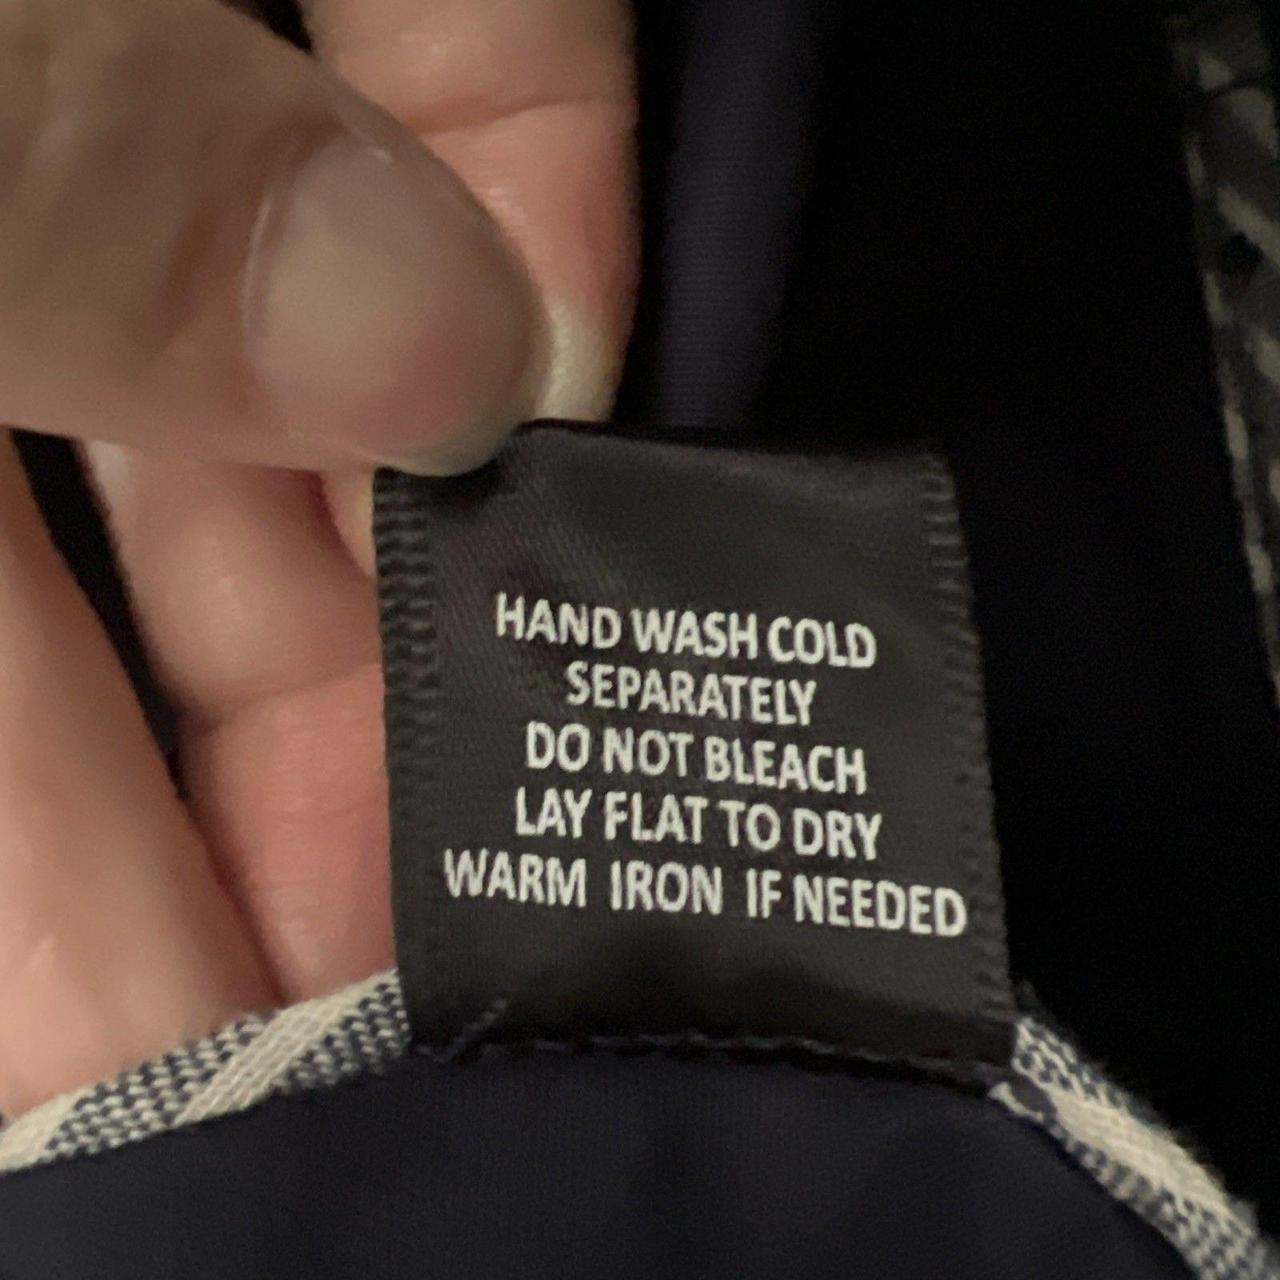 HAND WASH COLD
SEPARATELY
DO NOT BLEACH
LAY FLAT TO DRY
WARM IRON IF NEEDED